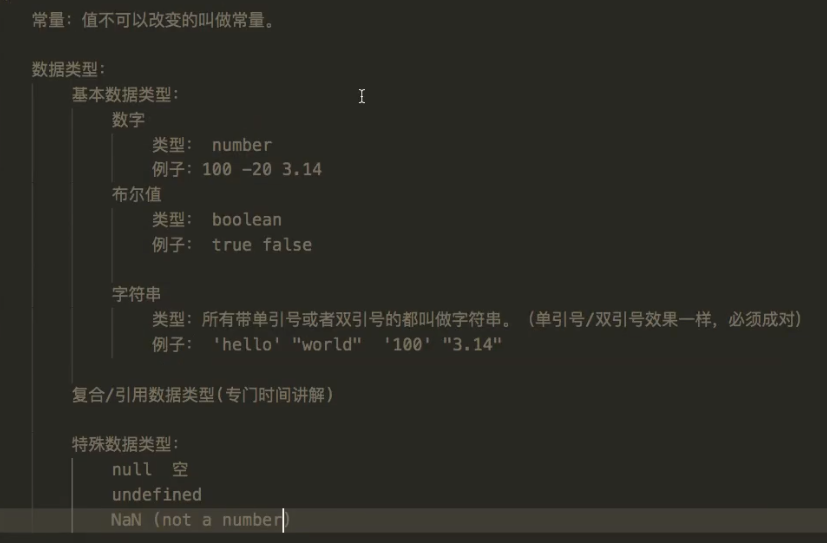 常量：值不可以改变的叫做常量。
数据类型：
基本数据类型：
数字
类型： number
例子：100 -20 3.14
布尔值
类型： boolean
例子： true false
字符串
类型：所有带单引号或者双引号的都叫做字符串。（单引号/双引号效果一样，必须成对）
例子： 'hello' "world"  '100' "3.14"
复合/引用数据类型(专门时间讲解)
特殊数据类型：
null  空
undefined
NaN (not a number)